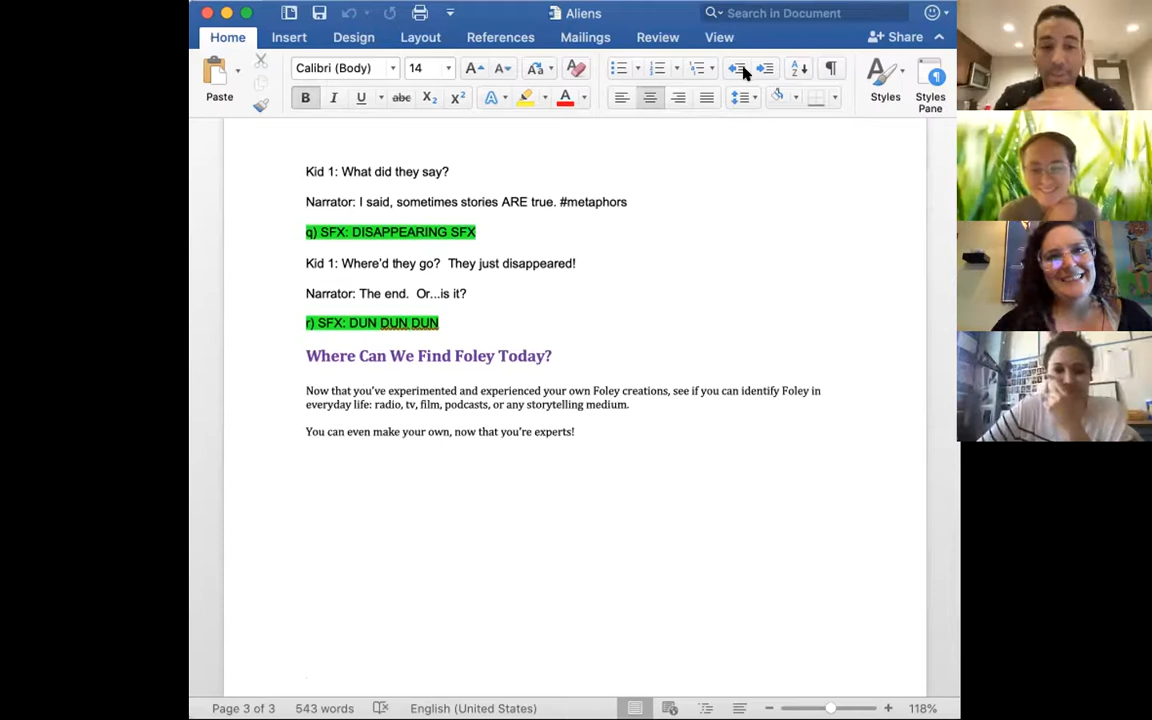 Aliens
Search in Document
Home Insert Design Layout References Mailings Review View Share
Calibri (Body) 14
Paste
Styles
Styles Pane
Kid 1: What did they say?
Narrator: I said, sometimes stories ARE true. #metaphors
q) SFX: DISAPPEARING SFX
Kid 1: Where'd they go?  They just disappeared!
Narrator: The end.  Or...is it?
r) SFX: DUN DUN DUN
Where Can We Find Foley Today?
Now that you've experimented and experienced your own Foley creations, see if you can identify Foley in
everyday life: radio, tv, film, podcasts, or any storytelling medium.
You can even make your own, now that you're experts!
Page 3 of 3 543 words English (United States) 118%